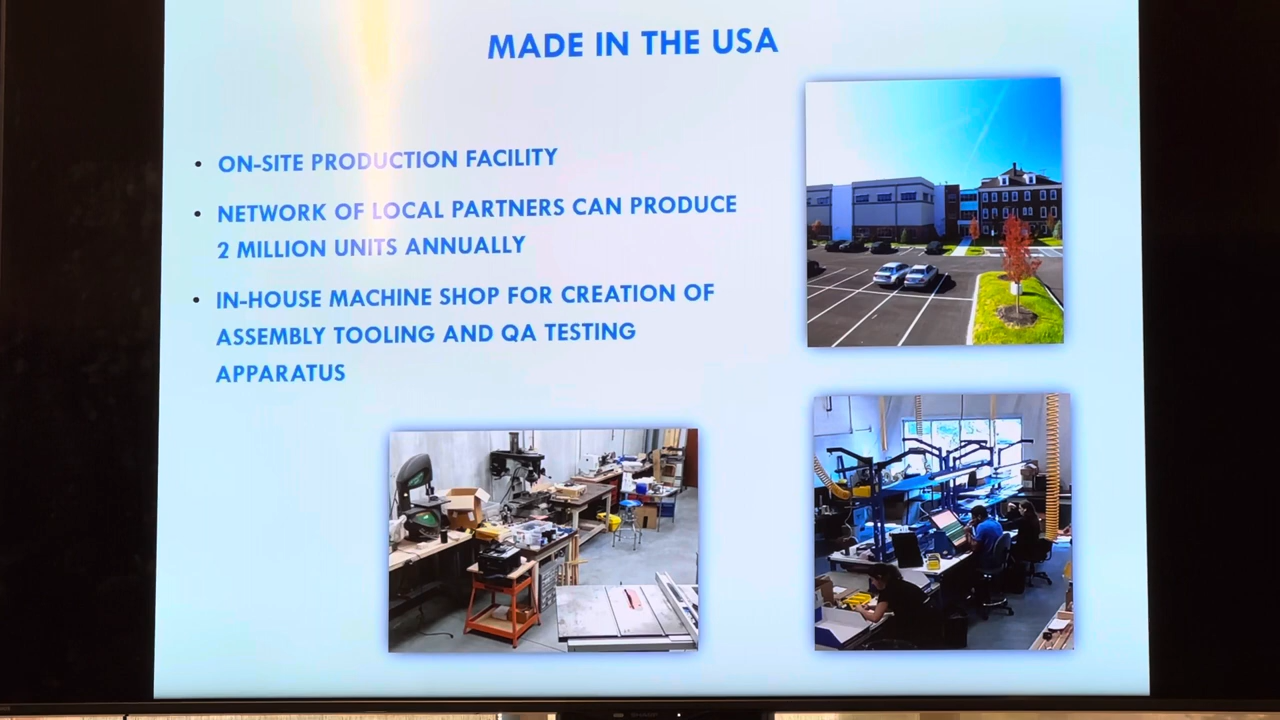 MADE IN THE USA
• ON-SITE PRODUCTION FACILITY
• NETWORK OF LOCAL PARTNERS CAN PRODUCE
2 MILLION UNITS ANNUALLY
• IN-HOUSE MACHINE SHOP FOR CREATION OF
ASSEMBLY TOOLING AND QA TESTING
APPARATUS
SHARP